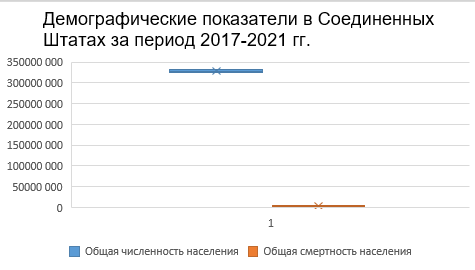 Демографические показатели в Соединенных
Штатах за период 2017-2021 гг.
350000 000
300000 000
250000 000
200000 000
150000 000
100000 000
50000 000
0
1
Общая численность населения
Общая смертность населения